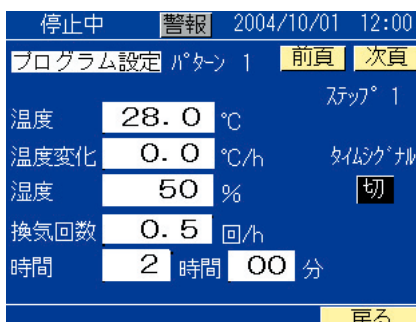 停止中 警報 2004/10/01 12:00
プログラム設定 ﾊﾟﾀｰﾝ 1 前頁 次頁
ｽﾃｯﾌﾟ 1
温度 28.0 ℃
温度変化 0.0 ℃/h ﾀｲﾑｼｸﾞﾅﾙ
湿度 50 % 切
換気回数 0.5 回/h
時間 2 時間 00 分
戻る